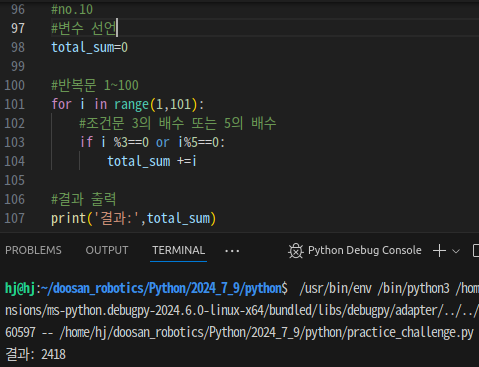 96 #no.10
97 #변수 선언
98 total_sum=0
99
100 #반복문 1~100
101 for i in range(1,101):
102 #조건문 3의 배수 또는 5의 배수
103 if i %3==0 or i%5==0:
104 total_sum +=i
105
106 #결과 출력
107 print('결과:',total_sum)
PROBLEMS OUTPUT TERMINAL ··· Python Debug Console
hj@hj:~/doosan_robotics/Python/2024_7_9/python$ /usr/bin/env /bin/python3 /hom
nsions/ms-python.debugpy-2024.6.0-linux-x64/bundled/libs/debugpy/adapter/../../
60597 -- /home/hj/doosan_robotics/Python/2024_7_9/python/practice_challenge.py
결과: 2418